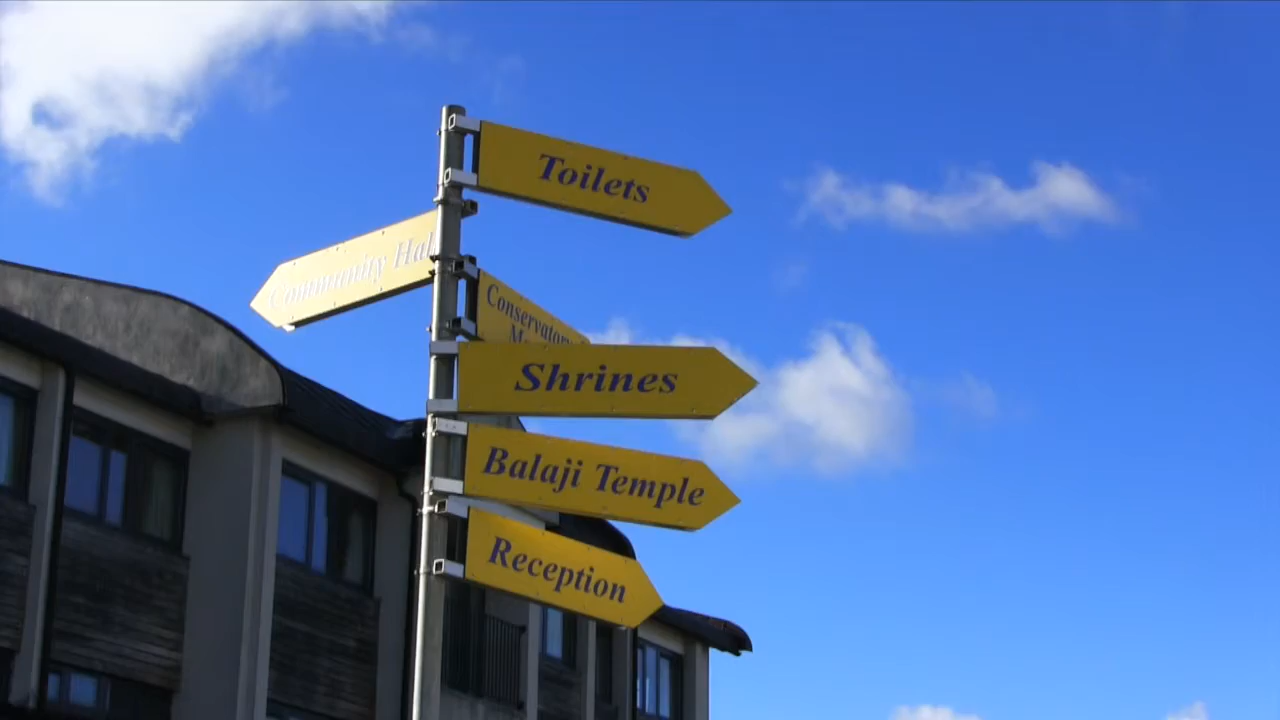 Toilets
Community Hall
Conservatory
Shrines
Balaji Temple
Reception